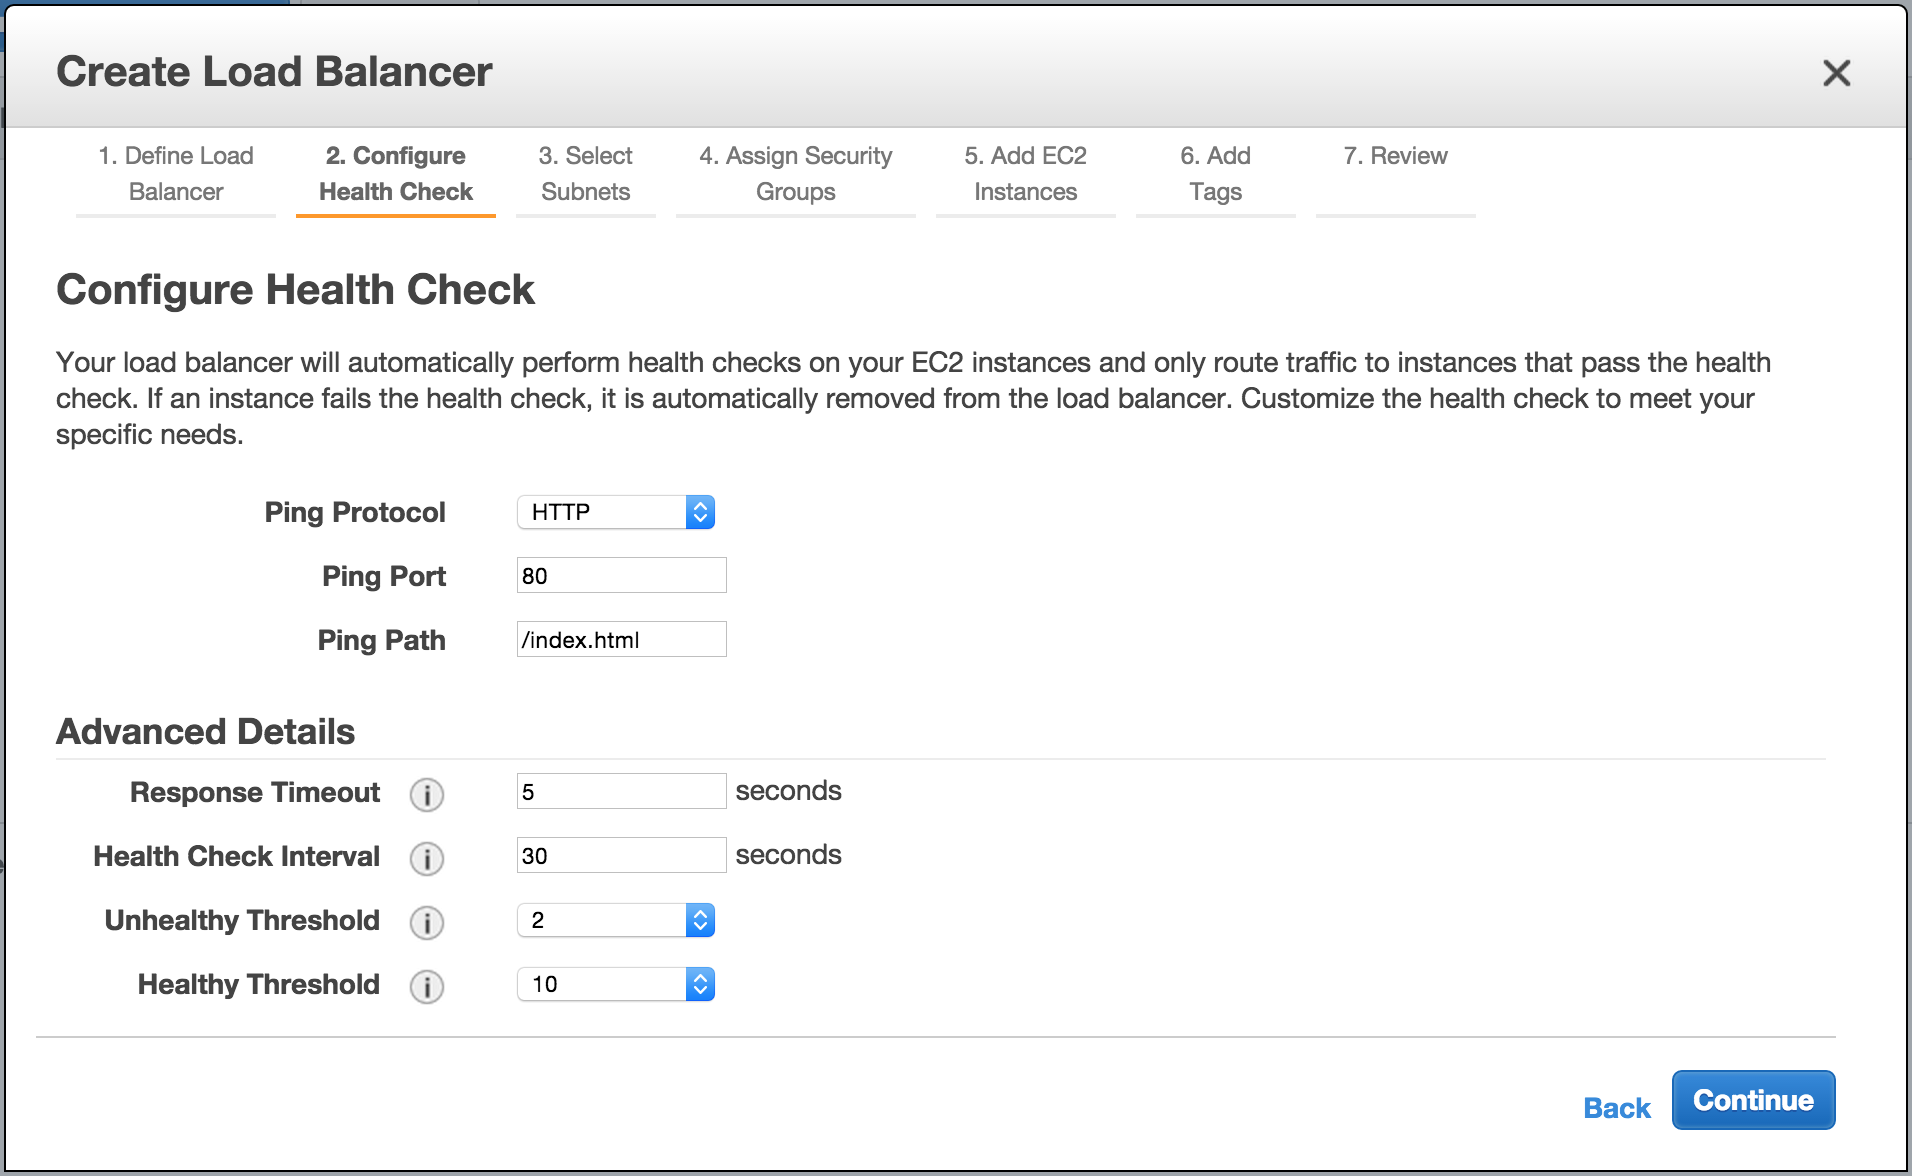 Create Load Balancer
1. Define Load
Balancer
2. Configure
Health Check
3. Select
Subnets
4. Assign Security
Groups
5. Add EC2
Instances
6. Add
Tags
7. Review
Configure Health Check
Your load balancer will automatically perform health checks on your EC2 instances and only route traffic to instances that pass the health
check. If an instance fails the health check, it is automatically removed from the load balancer. Customize the health check to meet your
specific needs.
Ping Protocol HTTP
Ping Port 80
Ping Path /index.html
Advanced Details
Response Timeout i 5 seconds
Health Check Interval i 30 seconds
Unhealthy Threshold i 2
Healthy Threshold i 10
Back Continue